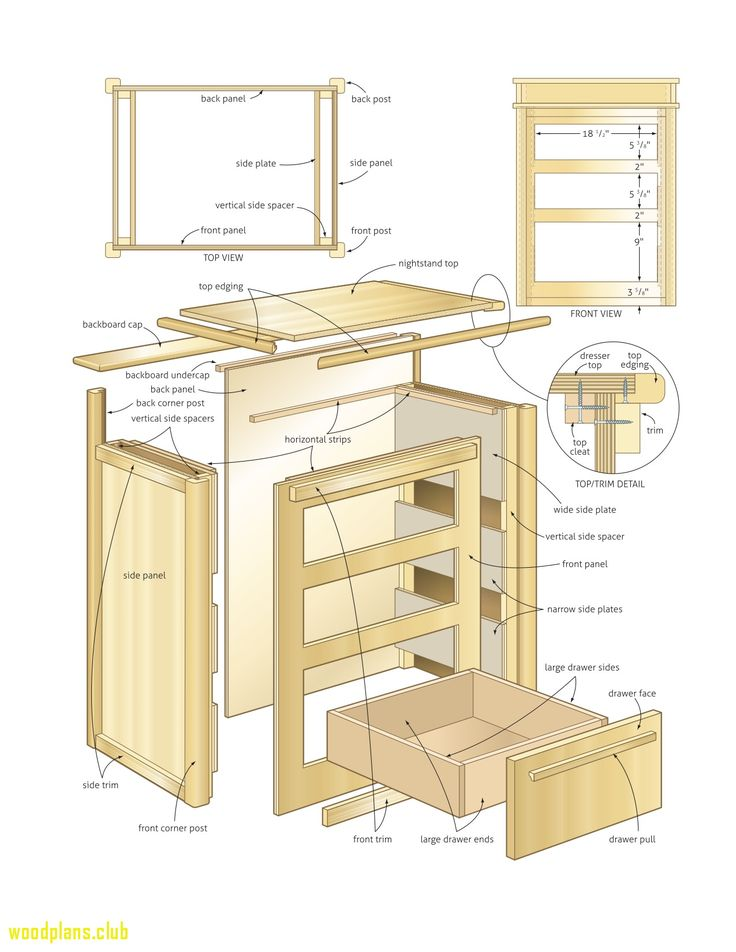 back panel
back post
side plate
side panel
vertical side spacer
front panel
front post
TOP VIEW
18 1/2"
5 3/8"
2"
5 3/8"
2"
9"
3 5/8"
FRONT VIEW
nightstand top
top edging
backboard cap
backboard undercap
back panel
back corner post
vertical side spacers
horizontal strips
dresser
top
top
edging
top
cleat
trim
TOP/TRIM DETAIL
wide side plate
vertical side spacer
front panel
side panel
narrow side plates
large drawer sides
drawer face
side trim
front corner post
front trim
large drawer ends
drawer pull
woodplans.club